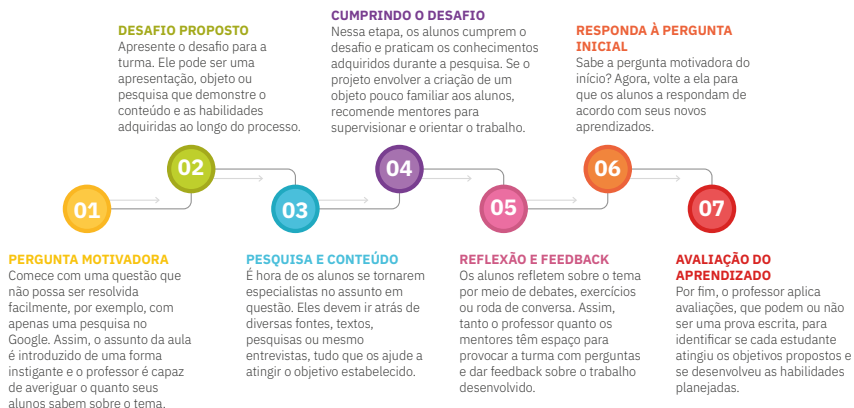 01
PERGUNTA MOTIVADORA
Comece com uma questão que
não possa ser resolvida
facilmente, por exemplo, com
apenas uma pesquisa no
Google. Assim, o assunto da aula
é introduzido de uma forma
instigante e o professor é capaz
de averiguar o quanto seus
alunos sabem sobre o tema.
02
DESAFIO PROPOSTO
Apresente o desafio para a
turma. Ele pode ser uma
apresentação, objeto ou
pesquisa que demonstre o
conteúdo e as habilidades
adquiridas ao longo do processo.
03
PESQUISA E CONTEÚDO
É hora de os alunos se tornarem
especialistas no assunto em
questão. Eles devem ir atrás de
diversas fontes, textos,
pesquisas ou mesmo
entrevistas, tudo que os ajude a
atingir o objetivo estabelecido.
04
CUMPRINDO O DESAFIO
Nessa etapa, os alunos cumprem o
desafio e praticam os conhecimentos
adquiridos durante a pesquisa. Se o
projeto envolver a criação de um
objeto pouco familiar aos alunos,
recomende mentores para
supervisionar e orientar o trabalho.
05
REFLEXÃO E FEEDBACK
Os alunos refletem sobre o tema
por meio de debates, exercícios
ou roda de conversa. Assim,
tanto o professor quanto os
mentores têm espaço para
provocar a turma com perguntas
e dar feedback sobre o trabalho
desenvolvido.
06
RESPONDA À PERGUNTA
INICIAL
Sabe a pergunta motivadora do
início? Agora, volte a ela para
que os alunos a respondam de
acordo com seus novos
aprendizados.
07
AVALIAÇÃO DO
APRENDIZADO
Por fim, o professor aplica
avaliações, que podem ou não
ser uma prova escrita, para
identificar se cada estudante
atingiu os objetivos propostos e
se desenvolveu as habilidades
planejadas.